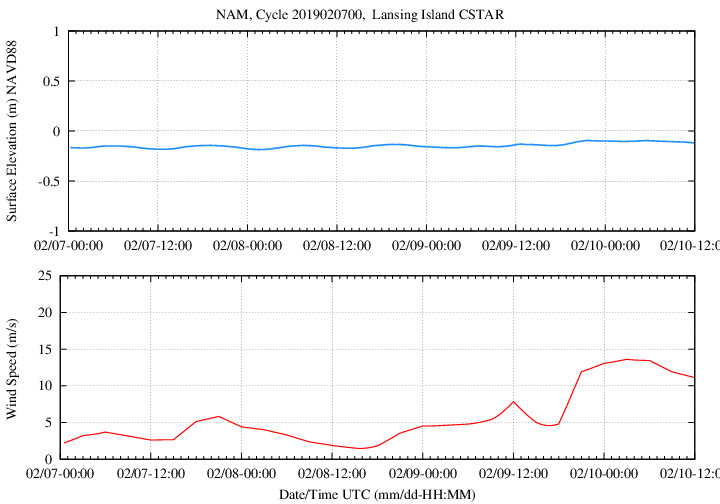 NAM, Cycle 2019020700,  Lansing Island CSTAR
Surface Elevation (m) NAVD88
1
0.5
0
-0.5
-1
02/07-00:00 02/07-12:00 02/08-00:00 02/08-12:00 02/09-00:00 02/09-12:00 02/10-00:00 02/10-12:0
Wind Speed (m/s)
25
20
15
10
5
0
02/07-00:00 02/07-12:00 02/08-00:00 02/08-12:00 02/09-00:00 02/09-12:00 02/10-00:00 02/10-12:0
Date/Time UTC (mm/dd-HH:MM)